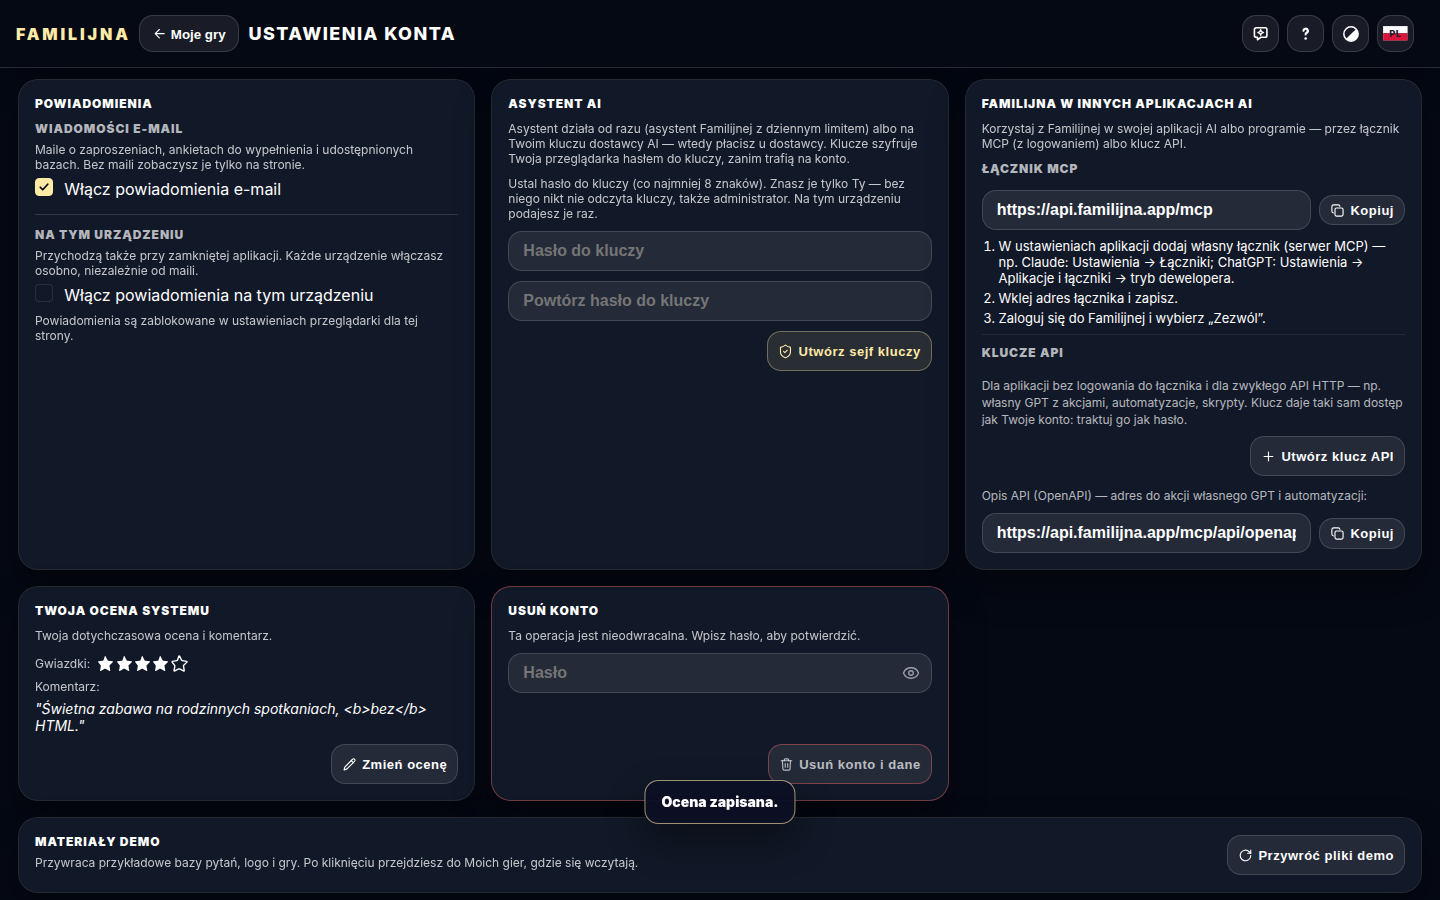 FAMILIJNA
Moje gry
USTAWIENIA KONTA
?
PL
POWIADOMIENIA
WIADOMOŚCI E-MAIL
Maile o zaproszeniach, ankietach do wypełnienia i udostępnionych
bazach. Bez maili zobaczysz je tylko na stronie.
Włącz powiadomienia e-mail
NA TYM URZĄDZENIU
Przychodzą także przy zamkniętej aplikacji. Każde urządzenie włączasz
osobno, niezależnie od maili.
Włącz powiadomienia na tym urządzeniu
Powiadomienia są zablokowane w ustawieniach przeglądarki dla tej
strony.
ASYSTENT AI
Asystent działa od razu (asystent Familijnej z dziennym limitem) albo na
Twoim kluczu dostawcy AI — wtedy płacisz u dostawcy. Klucze szyfruje
Twoja przeglądarka hasłem do kluczy, zanim trafią na konto.
Ustal hasło do kluczy (co najmniej 8 znaków). Znasz je tylko Ty — bez
niego nikt nie odczyta kluczy, także administrator. Na tym urządzeniu
podajesz je raz.
Hasło do kluczy
Powtórz hasło do kluczy
Utwórz sejf kluczy
FAMILIJNA W INNYCH APLIKACJACH AI
Korzystaj z Familijnej w swojej aplikacji AI albo programie — przez łącznik
MCP (z logowaniem) albo klucz API.
ŁĄCZNIK MCP
https://api.familijna.app/mcp
Kopiuj
1. W ustawieniach aplikacji dodaj własny łącznik (serwer MCP) —
np. Claude: Ustawienia → Łączniki; ChatGPT: Ustawienia →
Aplikacje i łączniki → tryb dewelopera.
2. Wklej adres łącznika i zapisz.
3. Zaloguj się do Familijnej i wybierz „Zezwól”.
KLUCZE API
Dla aplikacji bez logowania do łącznika i dla zwykłego API HTTP — np.
własny GPT z akcjami, automatyzacje, skrypty. Klucz daje taki sam dostęp
jak Twoje konto: traktuj go jak hasło.
Utwórz klucz API
Opis API (OpenAPI) — adres do akcji własnego GPT i automatyzacji:
https://api.familijna.app/mcp/api/openap
Kopiuj
TWOJA OCENA SYSTEMU
Twoja dotychczasowa ocena i komentarz.
Gwiazdki:
Komentarz:
"Świetna zabawa na rodzinnych spotkaniach, <b>bez</b>
HTML."
Zmień ocenę
USUŃ KONTO
Ta operacja jest nieodwracalna. Wpisz hasło, aby potwierdzić.
Hasło
Usuń konto i dane
Ocena zapisana.
MATERIAŁY DEMO
Przywraca przykładowe bazy pytań, logo i gry. Po kliknięciu przejdziesz do Moich gier, gdzie się wczytają.
Przywróć pliki demo